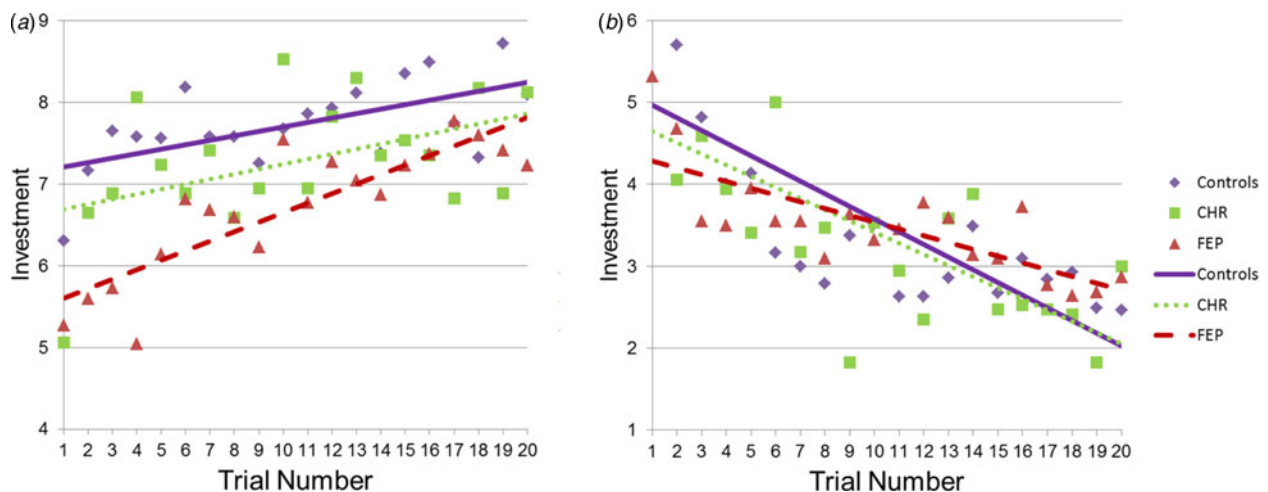 (a)
9
8
7
6
5
4
Investment
1 2 3 4 5 6 7 8 9 10 11 12 13 14 15 16 17 18 19 20
Trial Number
(b)
6
5
4
3
2
1
Investment
1 2 3 4 5 6 7 8 9 10 11 12 13 14 15 16 17 18 19 20
Trial Number
Controls
CHR
FEP
Controls
CHR
FEP